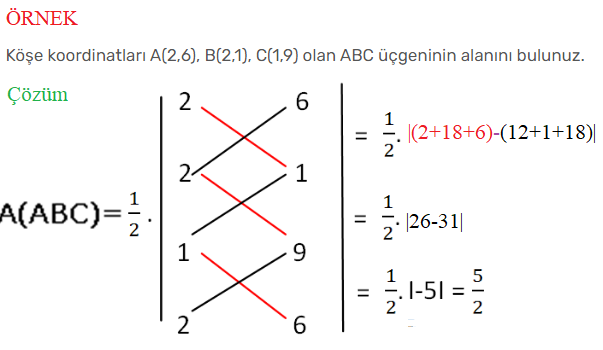 ÖRNEK
Köşe koordinatları A(2,6), B(2,1), C(1,9) olan ABC üçgeninin alanını bulunuz.
Çözüm
2 6
= 1/2 . |(2+18+6)-(12+1+18)|
2 1
A(ABC)= 1/2 .
= 1/2 . |26-31|
1 9
= 1/2 . |-5| = 5/2
2 6